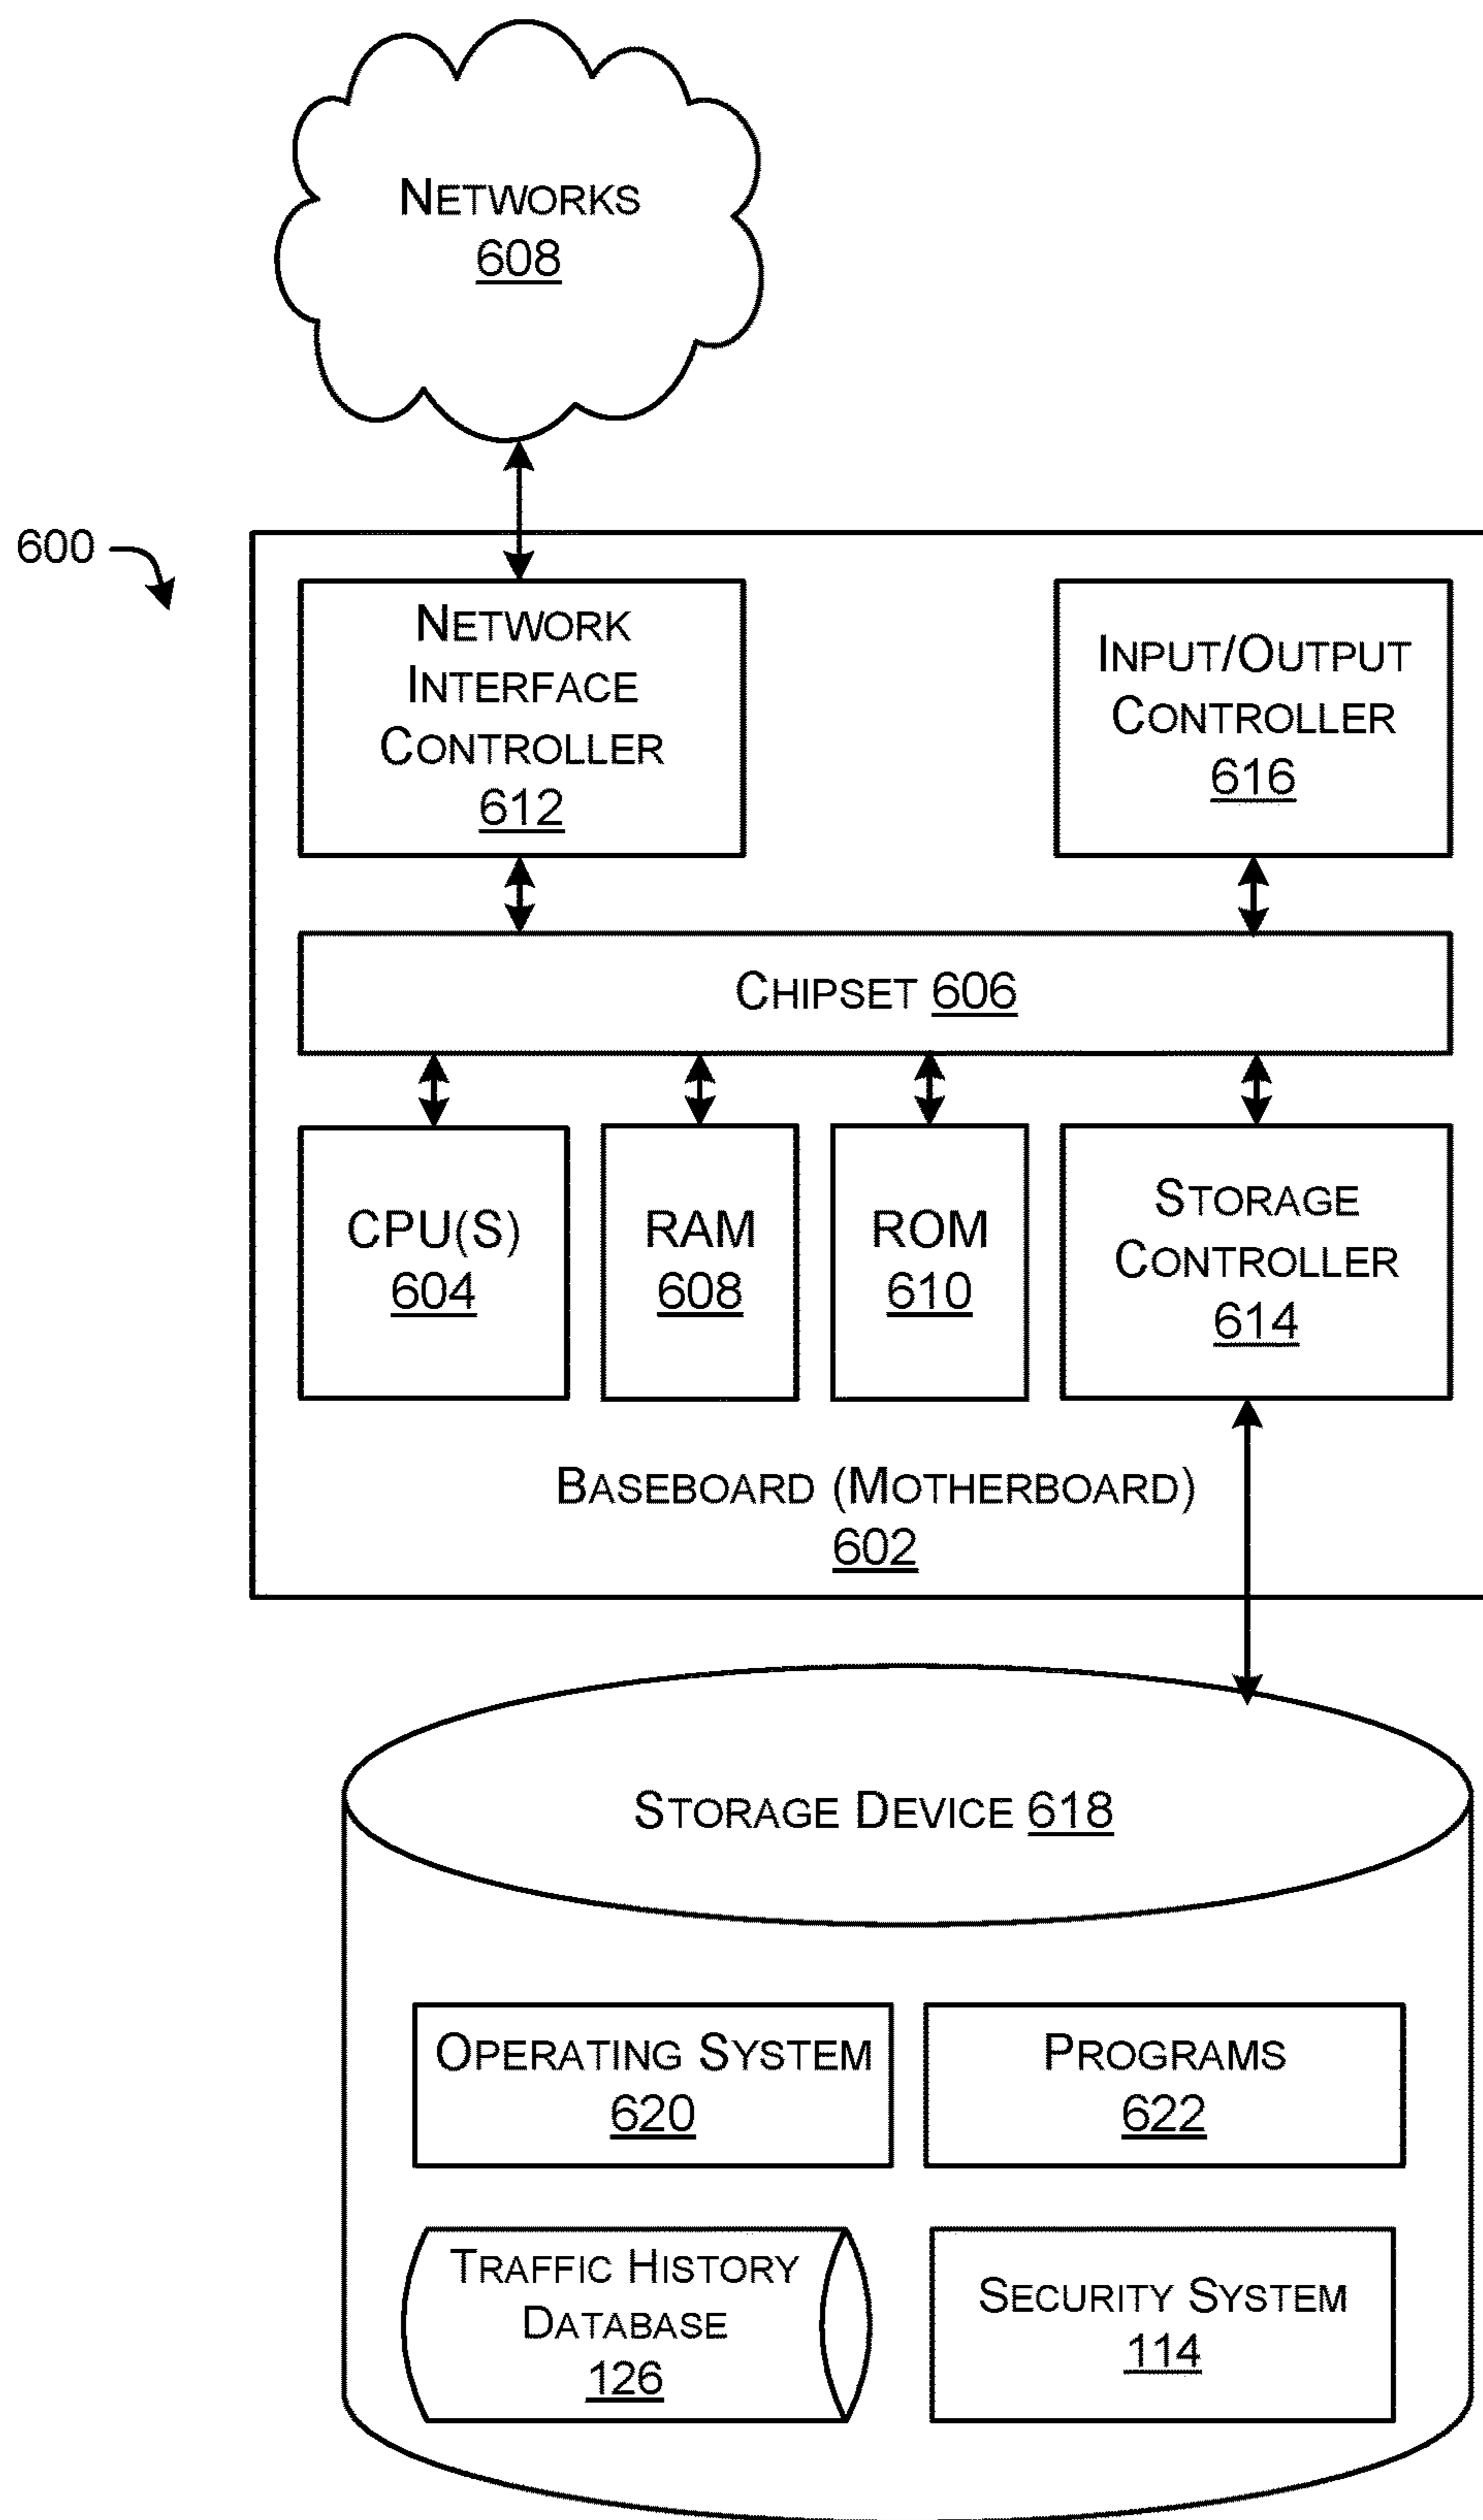 NETWORKS
608
600
NETWORK
INTERFACE
CONTROLLER
612
INPUT/OUTPUT
CONTROLLER
616
CHIPSET 606
CPU(S)
604
RAM
608
ROM
610
STORAGE
CONTROLLER
614
BASEBOARD (MOTHERBOARD)
602
STORAGE DEVICE 618
OPERATING SYSTEM
620
PROGRAMS
622
TRAFFIC HISTORY
DATABASE
126
SECURITY SYSTEM
114